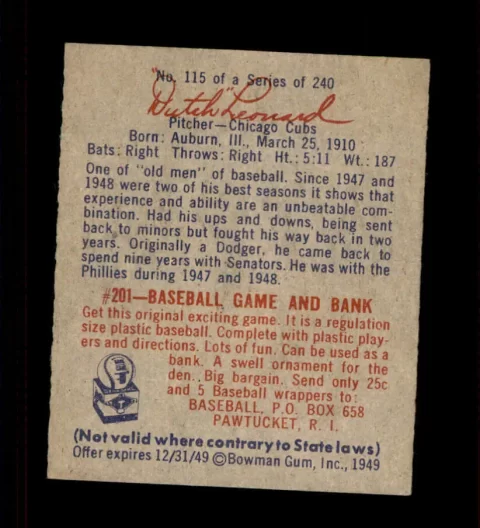 No. 115 of a Series of 240
"Dutch" Leonard
Pitcher—Chicago Cubs
Born: Auburn, Ill., March 25, 1910
Bats: Right Throws: Right Ht.: 5:11 Wt.: 187
One of "old men" of baseball. Since 1947 and
1948 were two of his best seasons it shows that
experience and ability are an unbeatable com-
bination. Had his ups and downs, being sent
back to minors but fought his way back in two
years. Originally a Dodger, he came back to
spend nine years with Senators. He was with the
Phillies during 1947 and 1948.
#201—BASEBALL GAME AND BANK
Get this original exciting game. It is a regulation
size plastic baseball. Complete with plastic play-
ers and directions. Lots of fun. Can be used as a
bank. A swell ornament for the
den. Big bargain. Send only 25c
and 5 Baseball wrappers to:
BASEBALL, P.O. BOX 658
PAWTUCKET, R. I.
(Not valid where contrary to State laws)
Offer expires 12/31/49 ©Bowman Gum, Inc., 1949